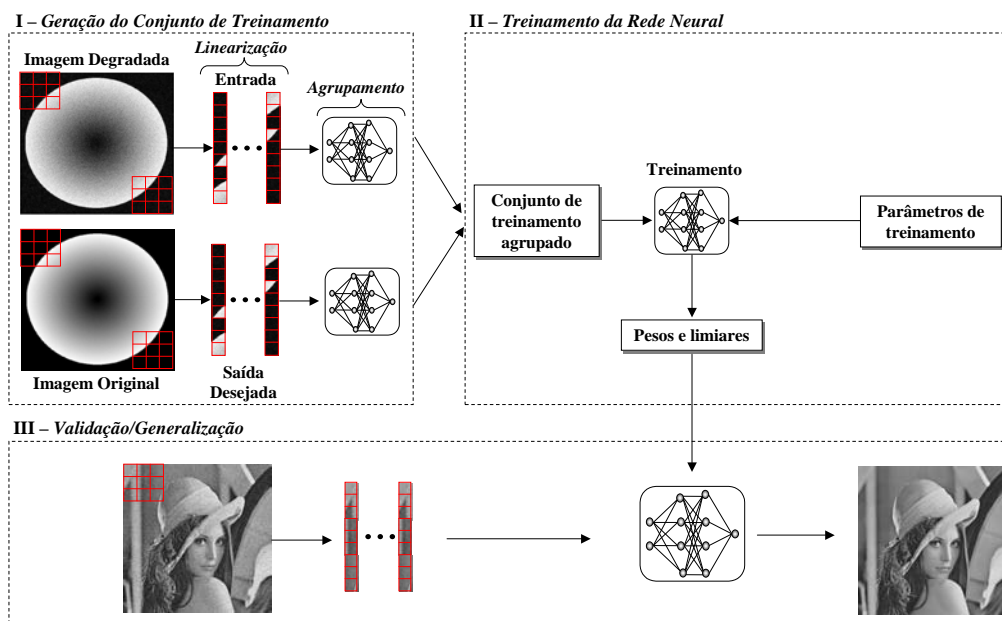 I – Geração do Conjunto de Treinamento
Imagem Degradada
Linearização
Entrada
Agrupamento
Imagem Original
Saída
Desejada
II – Treinamento da Rede Neural
Conjunto de
treinamento
agrupado
Treinamento
Parâmetros de
treinamento
Pesos e limiares
III – Validação/Generalização